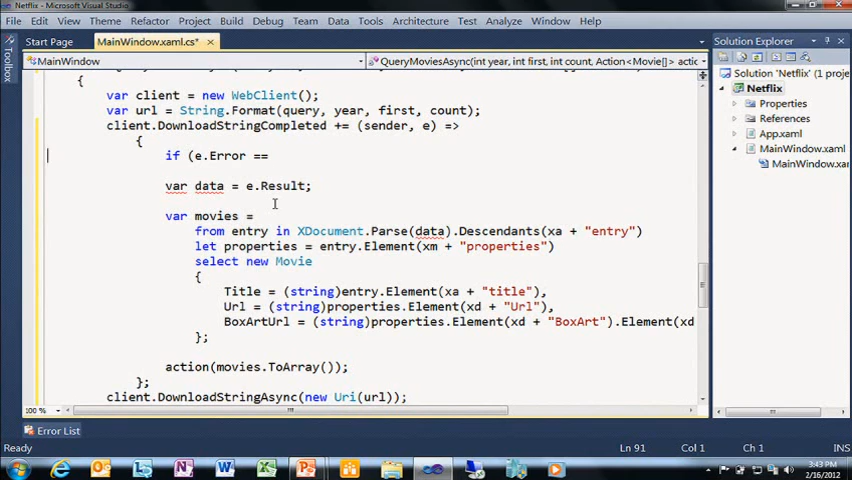 Netflix - Microsoft Visual Studio
File Edit View Team Refactor Project Build Debug Team Data Tools Architecture Test Analyze Window Help
Start Page MainWindow.xaml.cs*
Solution Explorer
Toolbox
MainWindow
QueryMoviesAsync(int year, int first, int count, Action<Movie[]> action
{
var client = new WebClient();
var url = String.Format(query, year, first, count);
client.DownloadStringCompleted += (sender, e) =>
{
if (e.Error ==
var data = e.Result;
var movies =
from entry in XDocument.Parse(data).Descendants(xa + "entry")
let properties = entry.Element(xm + "properties")
select new Movie
{
Title = (string)entry.Element(xa + "title"),
Url = (string)properties.Element(xd + "Url"),
BoxArtUrl = (string)properties.Element(xd + "BoxArt").Element(xd
};
action(movies.ToArray());
};
client.DownloadStringAsync(new Uri(url));
Solution 'Netflix' (1 proje
Netflix
Properties
References
App.xaml
MainWindow.xaml
MainWindow.xa
100 %
Error List
Ln 91 Col 1 Ch 1 INS
3:43 PM
2/16/2012